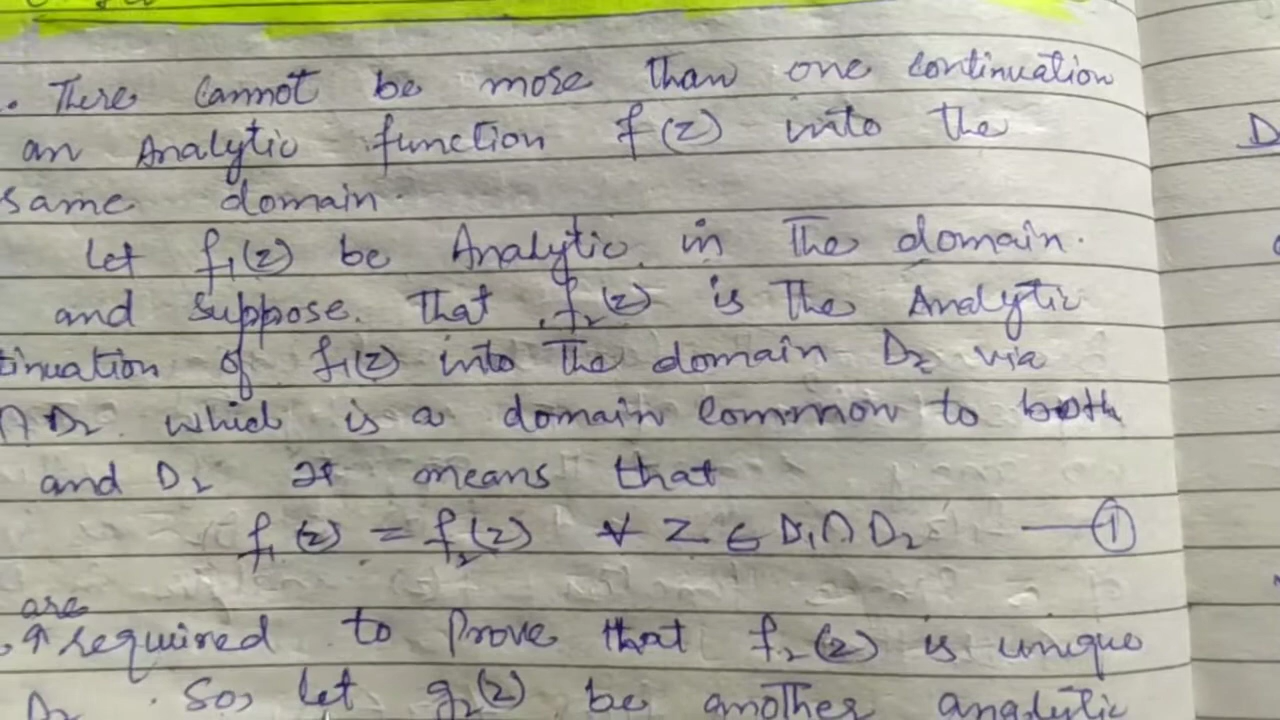 . There cannot be more than one continuation
an Analytic function f(z) into the
same domain.
Let f₁(z) be Analytic in the domain.
and suppose. that f₂(z) is the Analytic
tinuation of f₁(z) into the domain D₂ via
∩ D₂ which is a domain common to both
and D₂ It means that
f₁(z) = f₂(z) ∀ z ∈ D₁∩D₂ —①
are
required to prove that f₂(z) is unique
D₂ . So, let g₂(z) be another analytic
D